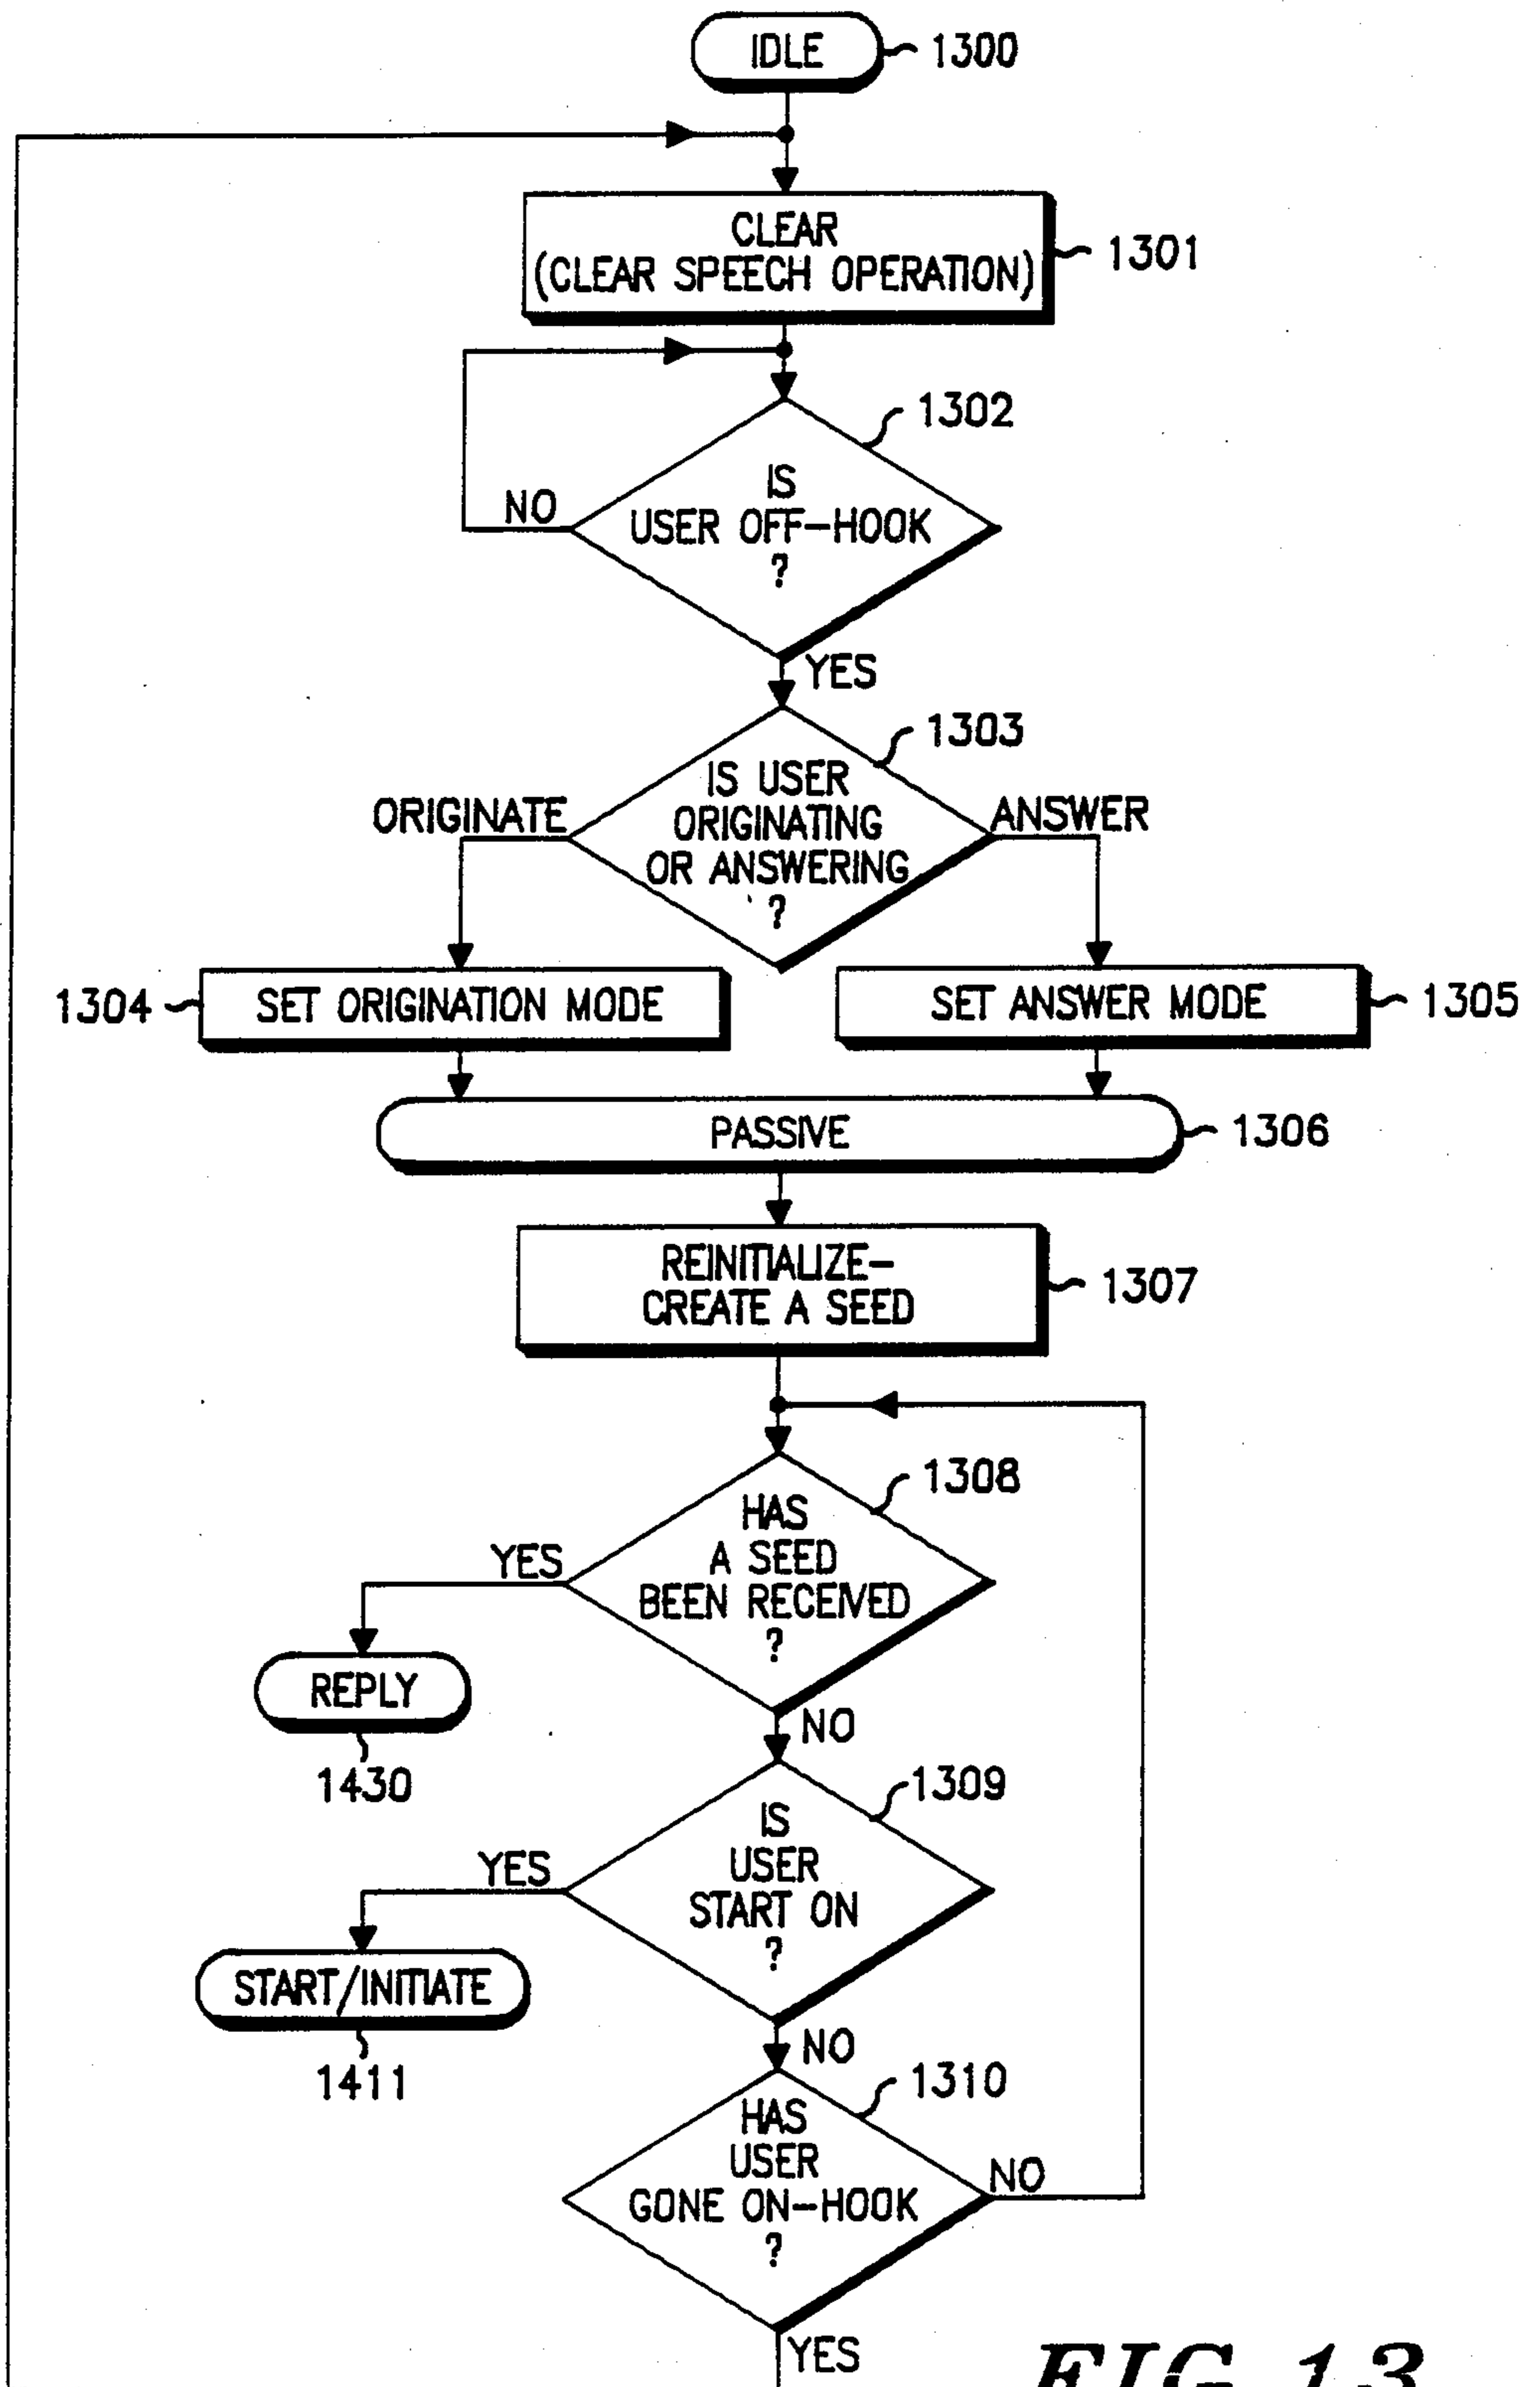 IDLE
1300
CLEAR
(CLEAR SPEECH OPERATION)
1301
1302
IS
USER OFF-HOOK
?
NO
YES
1303
IS USER
ORIGINATING
OR ANSWERING
?
ORIGINATE
ANSWER
1304
SET ORIGINATION MODE
SET ANSWER MODE
1305
PASSIVE
1306
REINITIALIZE-
CREATE A SEED
1307
1308
HAS
A SEED
BEEN RECEIVED
?
YES
REPLY
1430
NO
1309
IS
USER
START ON
?
YES
START/INITIATE
1411
NO
1310
HAS
USER
GONE ON-HOOK
?
NO
YES
FIG. 13